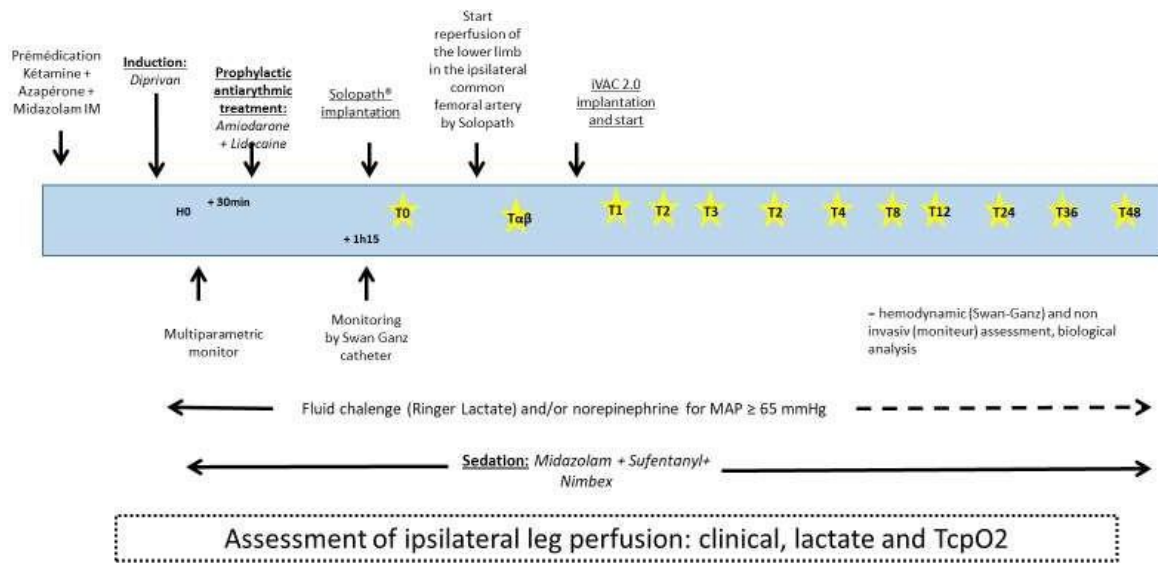 Prémédication
Kétamine +
Azapérone +
Midazolam IM
Induction:
Diprivan
Prophylactic
antiarythmic
treatment:
Amiodarone
+ Lidocaine
Solopath®
implantation
Start
reperfusion of
the lower limb
in the ipsilateral
common
femoral artery
by Solopath
iVAC 2.0
implantation
and start
H0
+ 30min
+ 1h15
T0
Tαβ
T1
T2
T3
T2
T4
T8
T12
T24
T36
T48
Multiparametric
monitor
Monitoring
by Swan Ganz
catheter
= hemodynamic (Swan-Ganz) and non
invasiv (moniteur) assessment, biological
analysis
Fluid chalenge (Ringer Lactate) and/or norepinephrine for MAP ≥ 65 mmHg
Sedation: Midazolam + Sufentanyl+
Nimbex
Assessment of ipsilateral leg perfusion: clinical, lactate and TcpO2